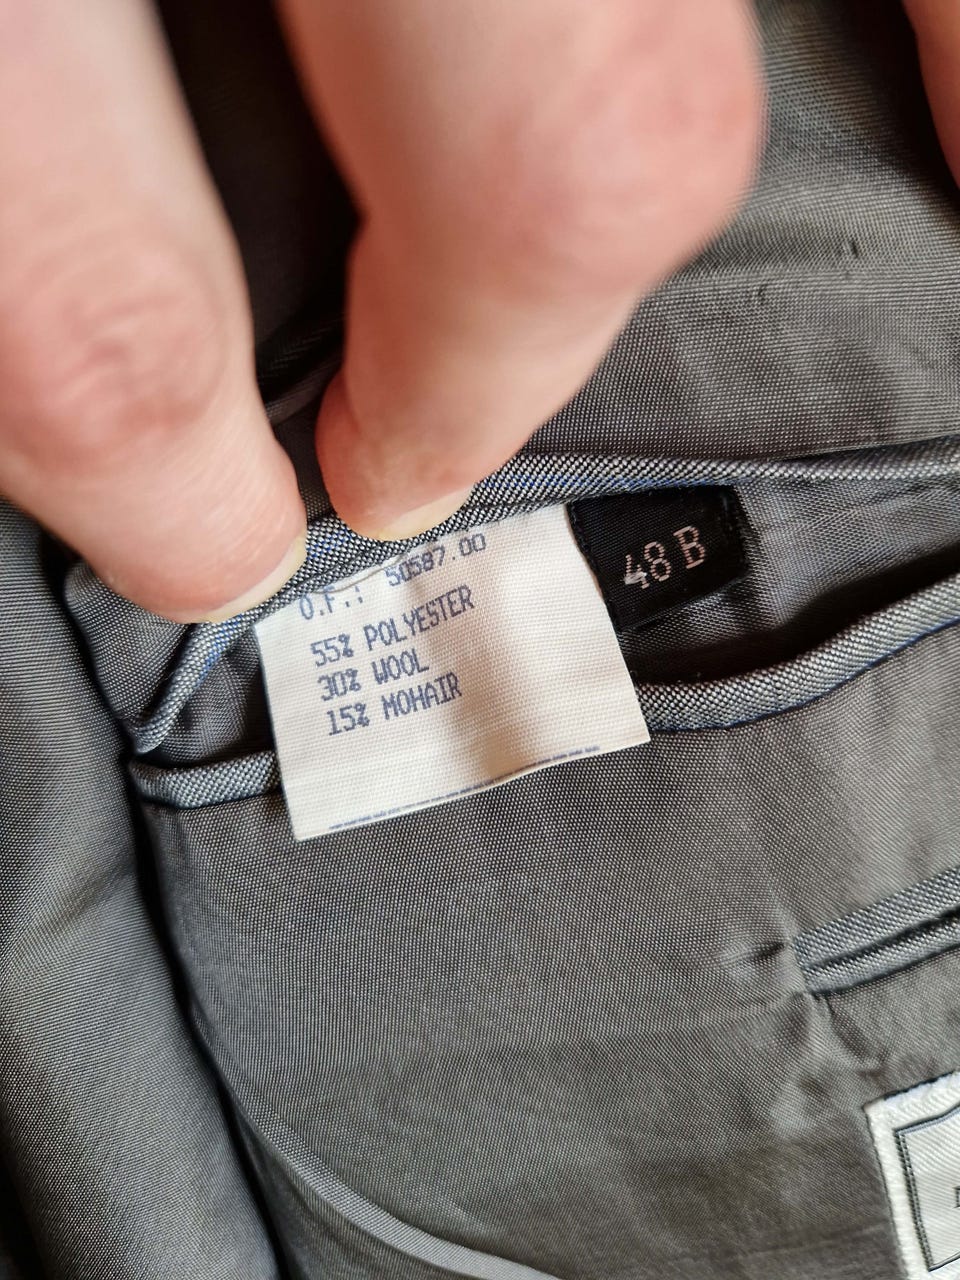 O.F.: 50587.00
55% POLYESTER
30% WOOL
15% MOHAIR
48 B